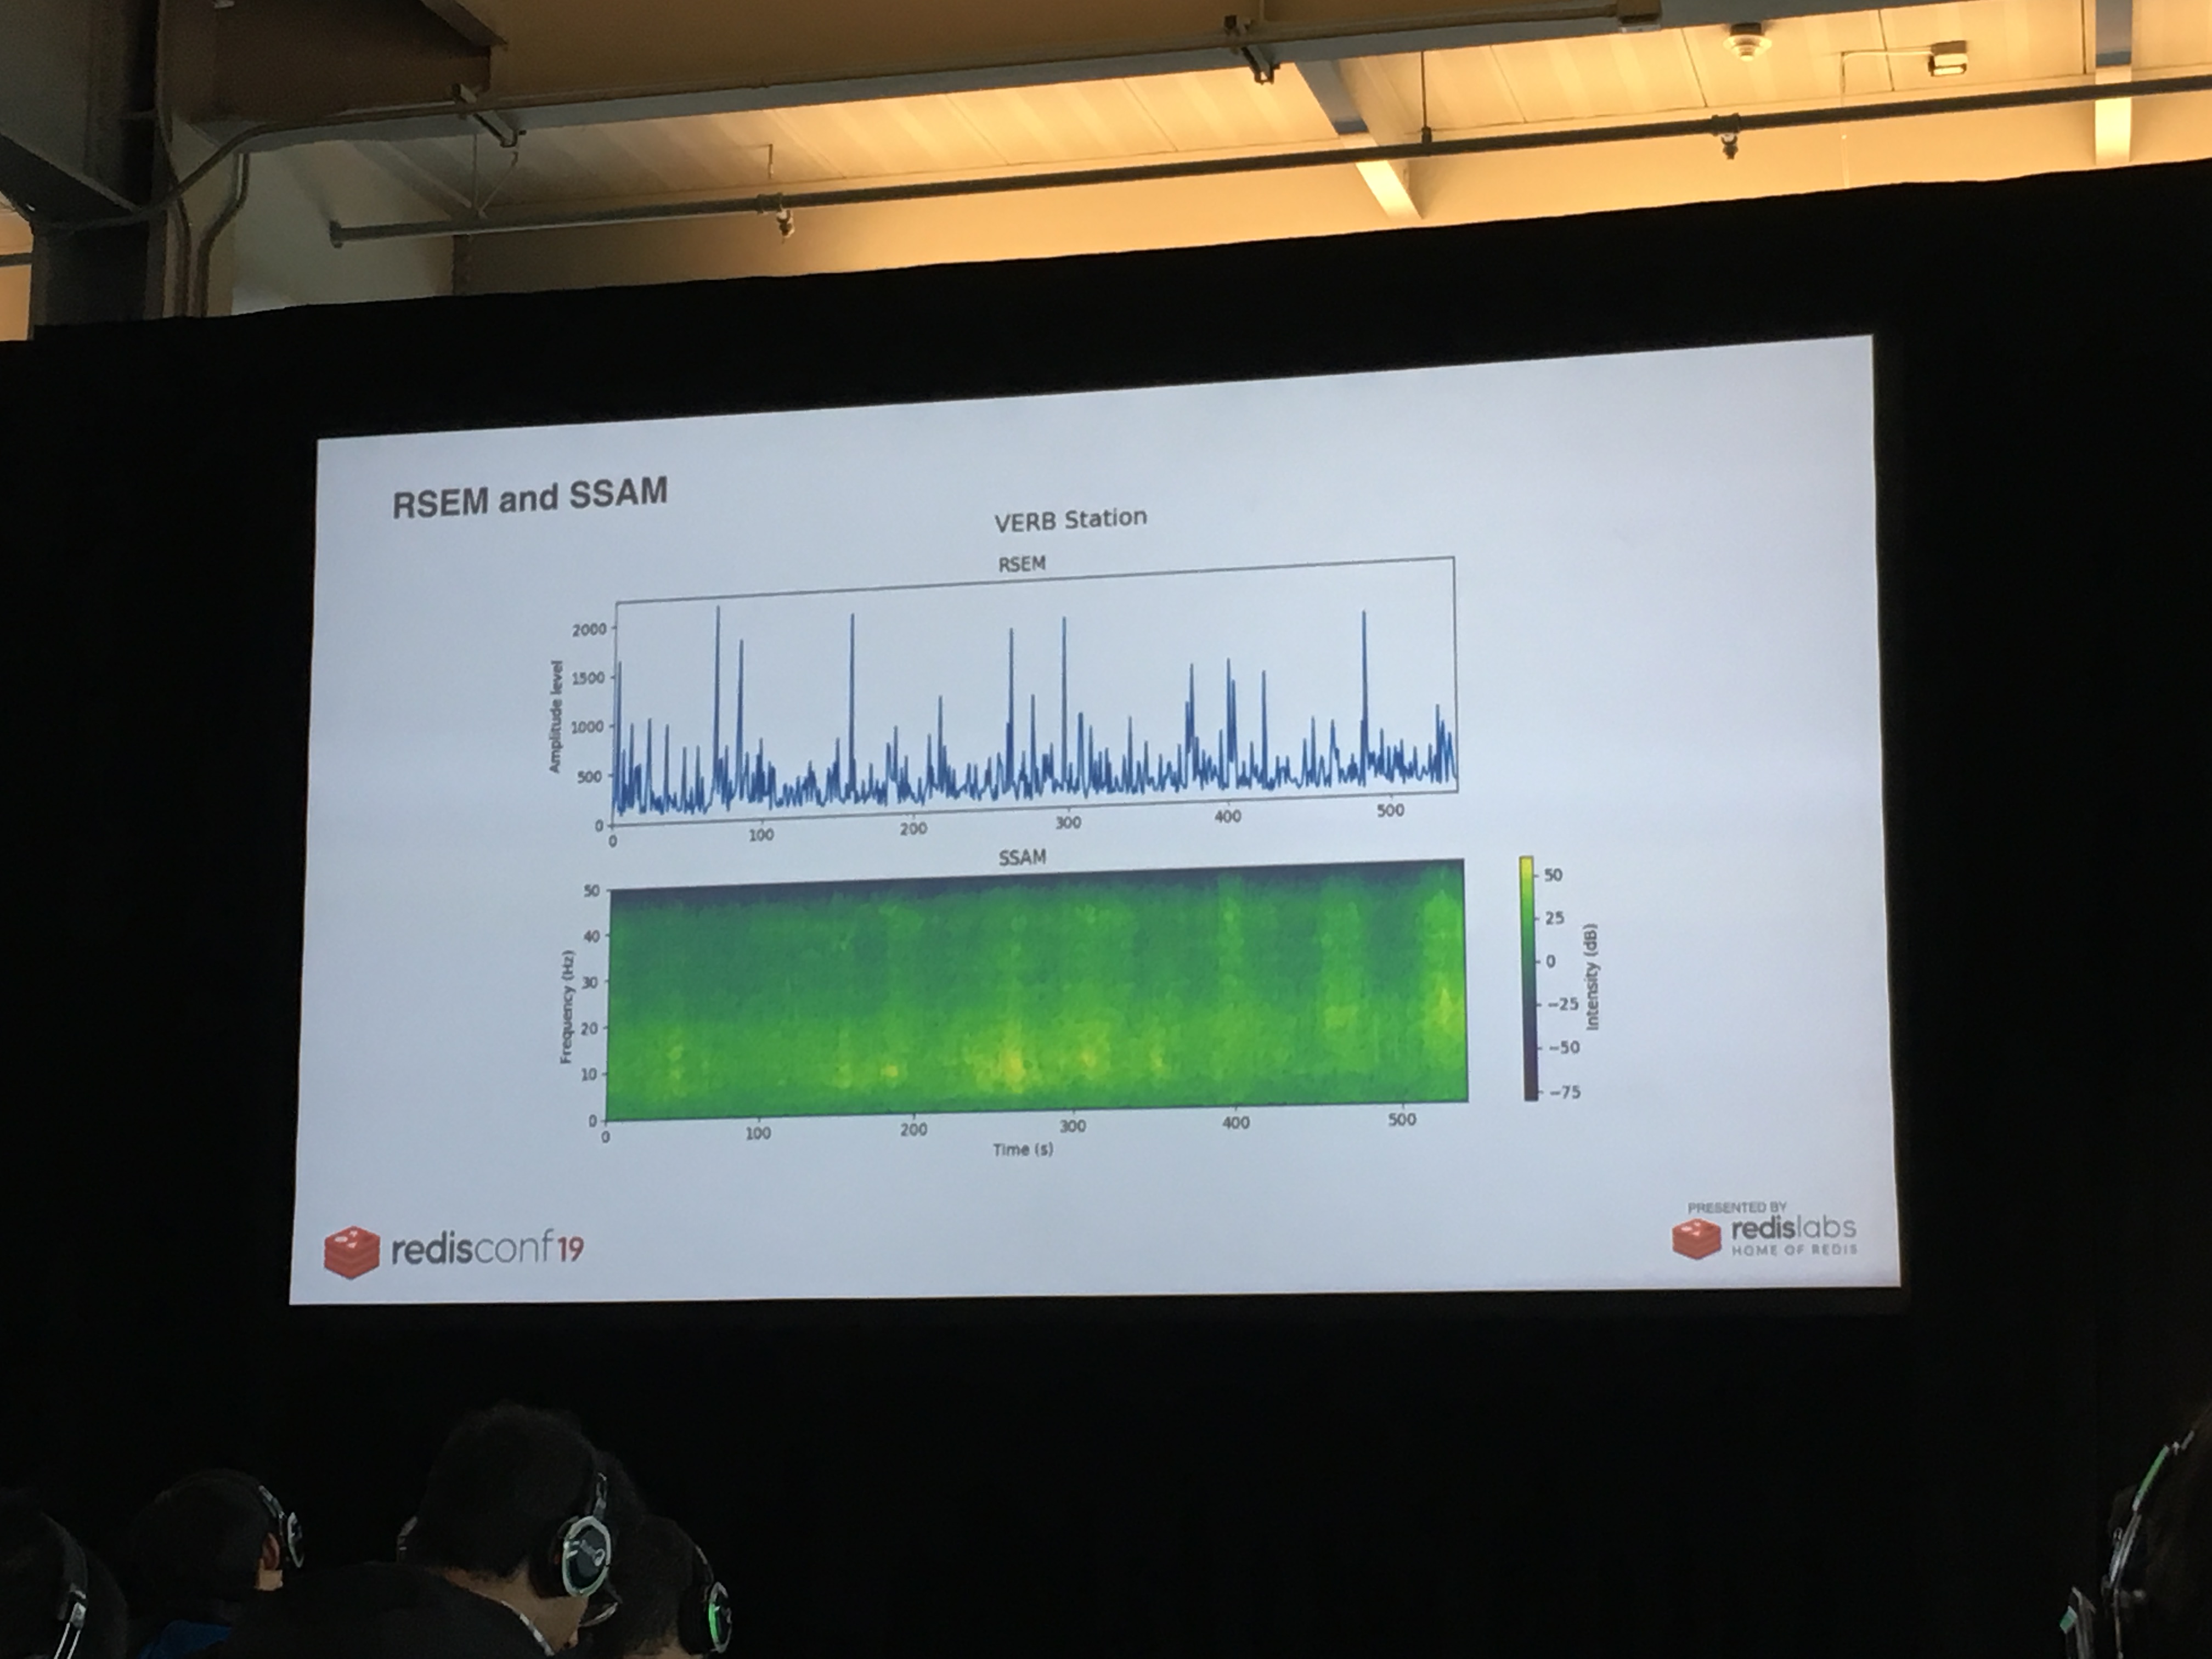 RSEM and SSAM
VERB Station
RSEM
Amplitude level
2000
1500
1000
500
0
0 100 200 300 400 500
SSAM
Frequency (Hz)
50
40
30
20
10
0
0 100 200 300 400 500
Time (s)
50
25
0
−25
−50
−75
Intensity (dB)
redisconf19
PRESENTED BY
redislabs
HOME OF REDIS